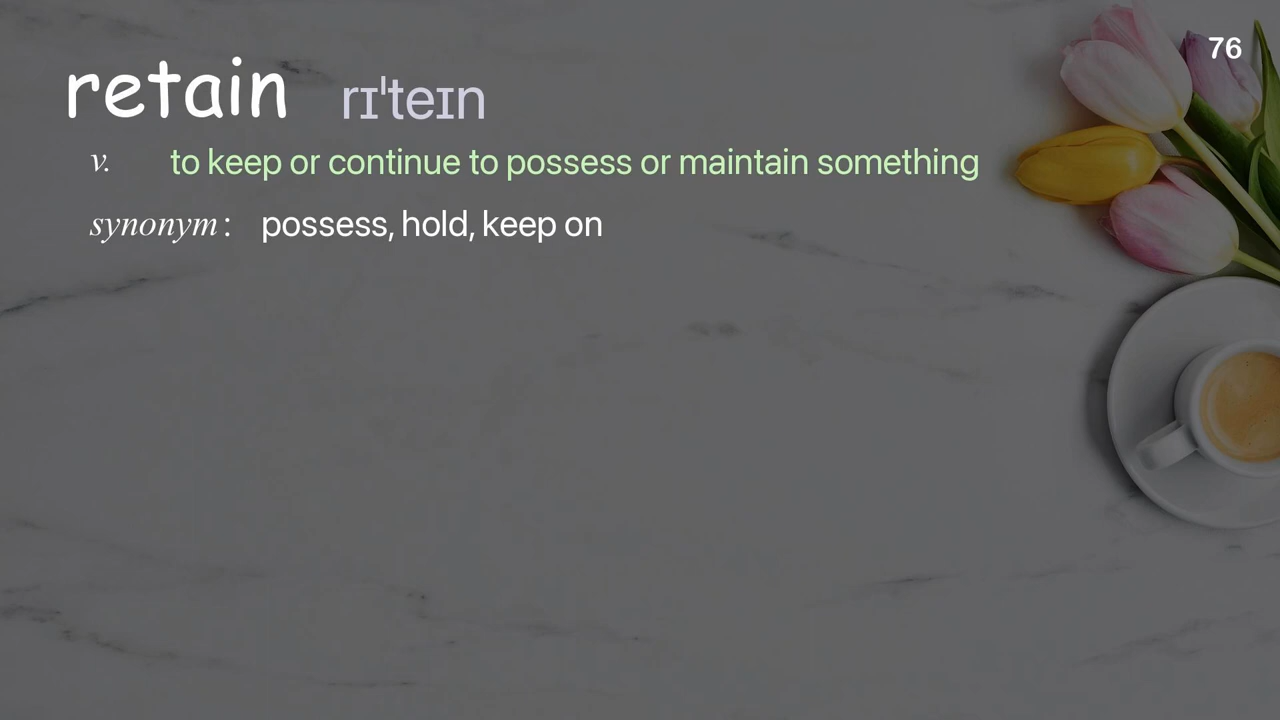 76
retain rɪˈteɪn
v. to keep or continue to possess or maintain something
synonym: possess, hold, keep on